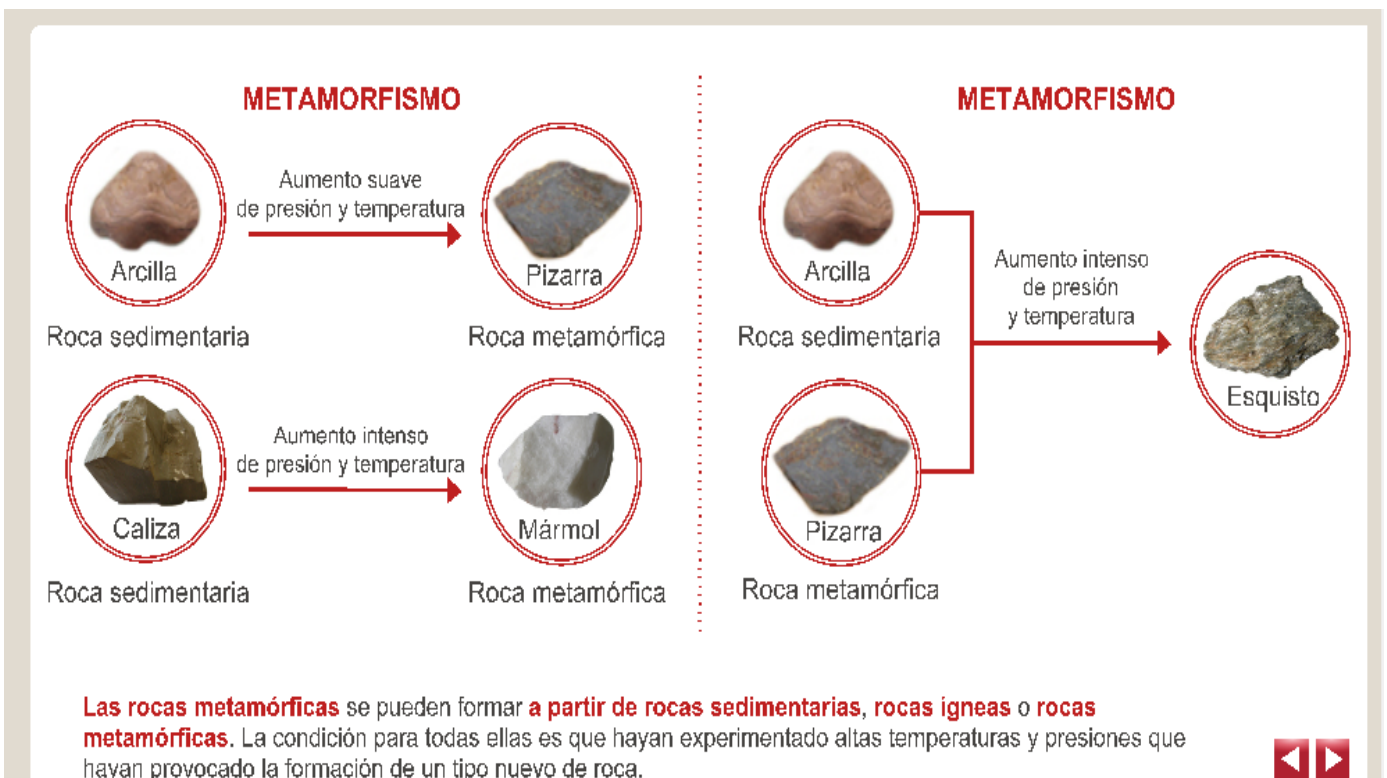 METAMORFISMO
Aumento suave
de presión y temperatura
Arcilla
Pizarra
Roca sedimentaria
Roca metamórfica
Aumento intenso
de presión y temperatura
Caliza
Mármol
Roca sedimentaria
Roca metamórfica
METAMORFISMO
Arcilla
Roca sedimentaria
Aumento intenso
de presión
y temperatura
Esquisto
Pizarra
Roca metamórfica
Las rocas metamórficas se pueden formar a partir de rocas sedimentarias, rocas ígneas o rocas
metamórficas. La condición para todas ellas es que hayan experimentado altas temperaturas y presiones que
hayan provocado la formación de un tipo nuevo de roca.